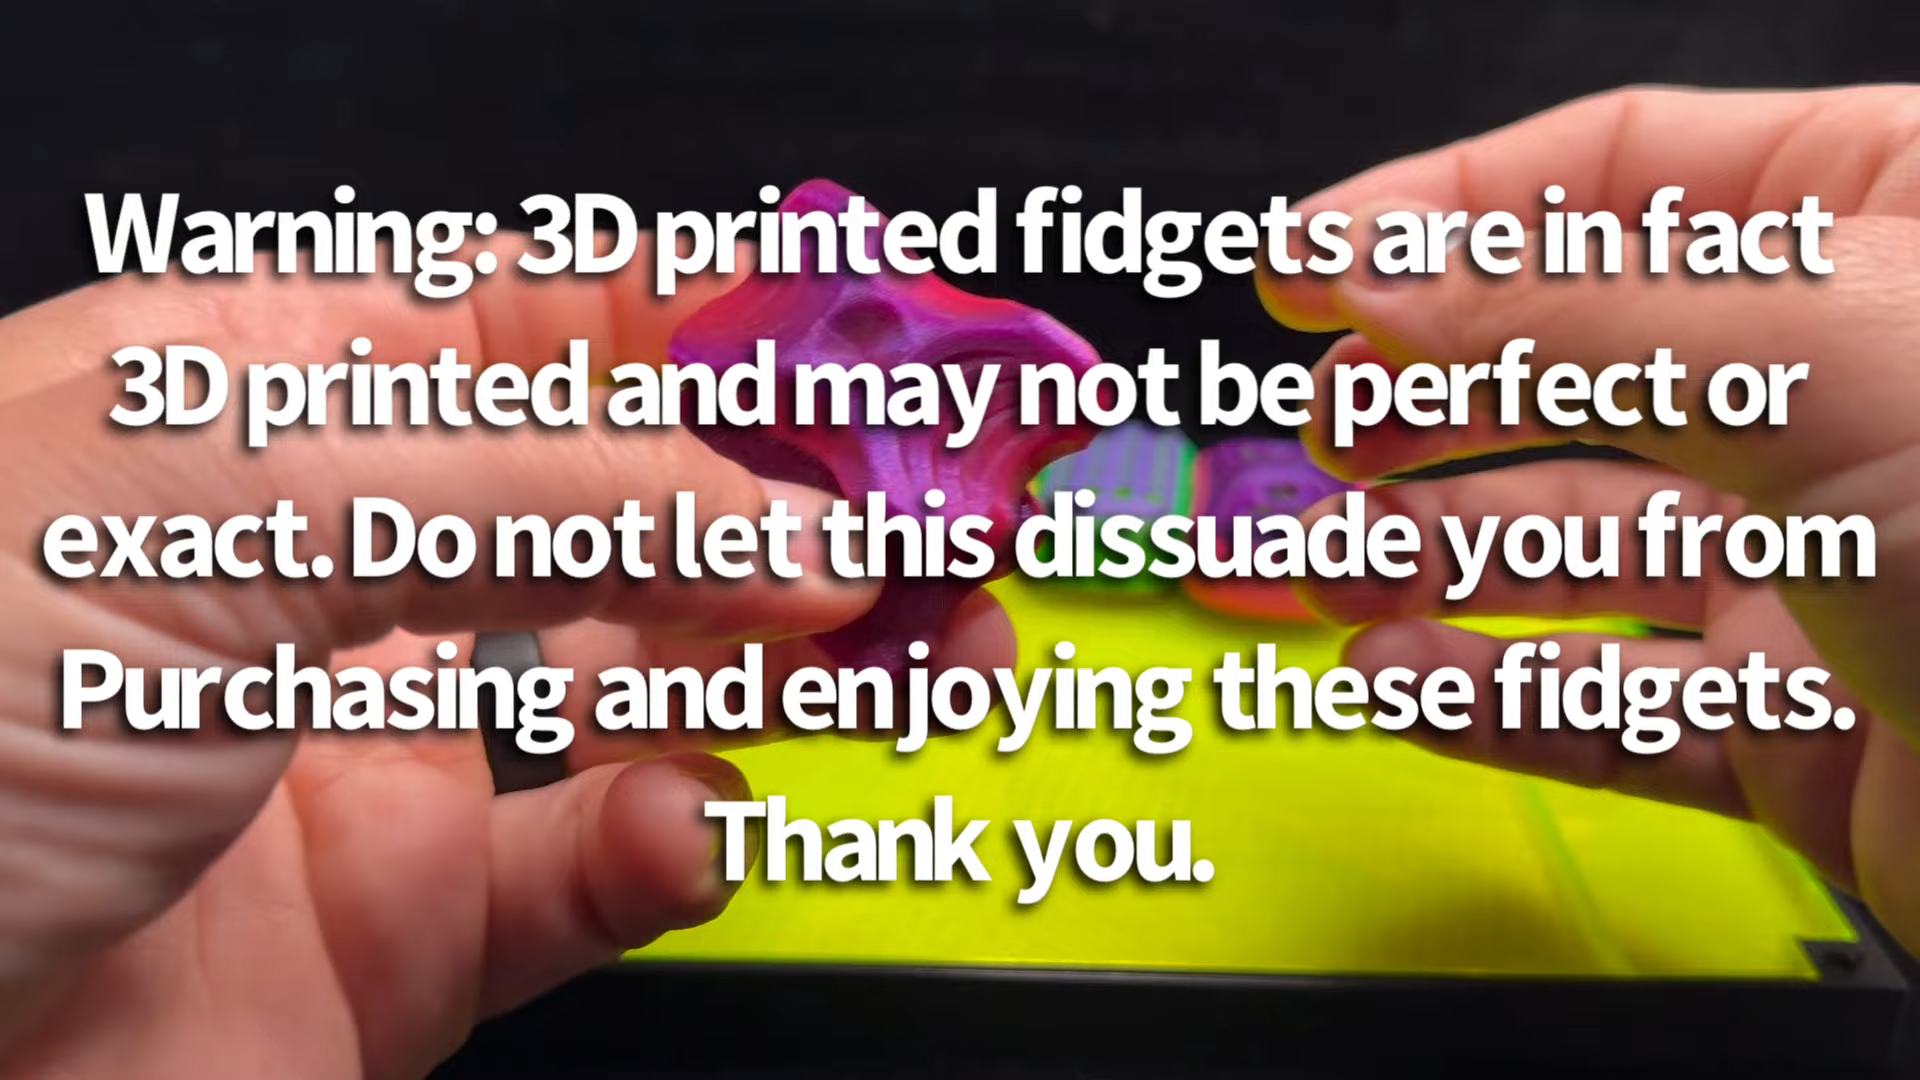 Warning: 3D printed fidgets are in fact
3D printed and may not be perfect or
exact. Do not let this dissuade you from
Purchasing and enjoying these fidgets.
Thank you.